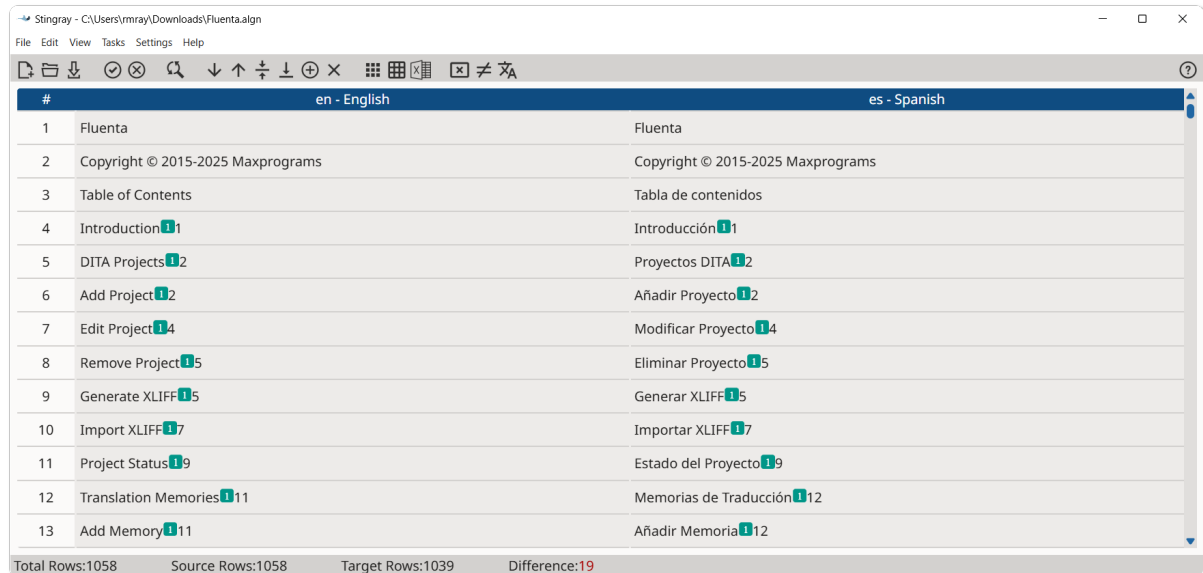 Stingray - C:\Users\rmray\Downloads\Fluenta.algn
File Edit View Tasks Settings Help
# en - English es - Spanish
1 Fluenta Fluenta
2 Copyright © 2015-2025 Maxprograms Copyright © 2015-2025 Maxprograms
3 Table of Contents Tabla de contenidos
4 Introduction 1 1 Introducción 1 1
5 DITA Projects 1 2 Proyectos DITA 1 2
6 Add Project 1 2 Añadir Proyecto 1 2
7 Edit Project 1 4 Modificar Proyecto 1 4
8 Remove Project 1 5 Eliminar Proyecto 1 5
9 Generate XLIFF 1 5 Generar XLIFF 1 5
10 Import XLIFF 1 7 Importar XLIFF 1 7
11 Project Status 1 9 Estado del Proyecto 1 9
12 Translation Memories 1 11 Memorias de Traducción 1 12
13 Add Memory 1 11 Añadir Memoria 1 12
Total Rows:1058 Source Rows:1058 Target Rows:1039 Difference:19